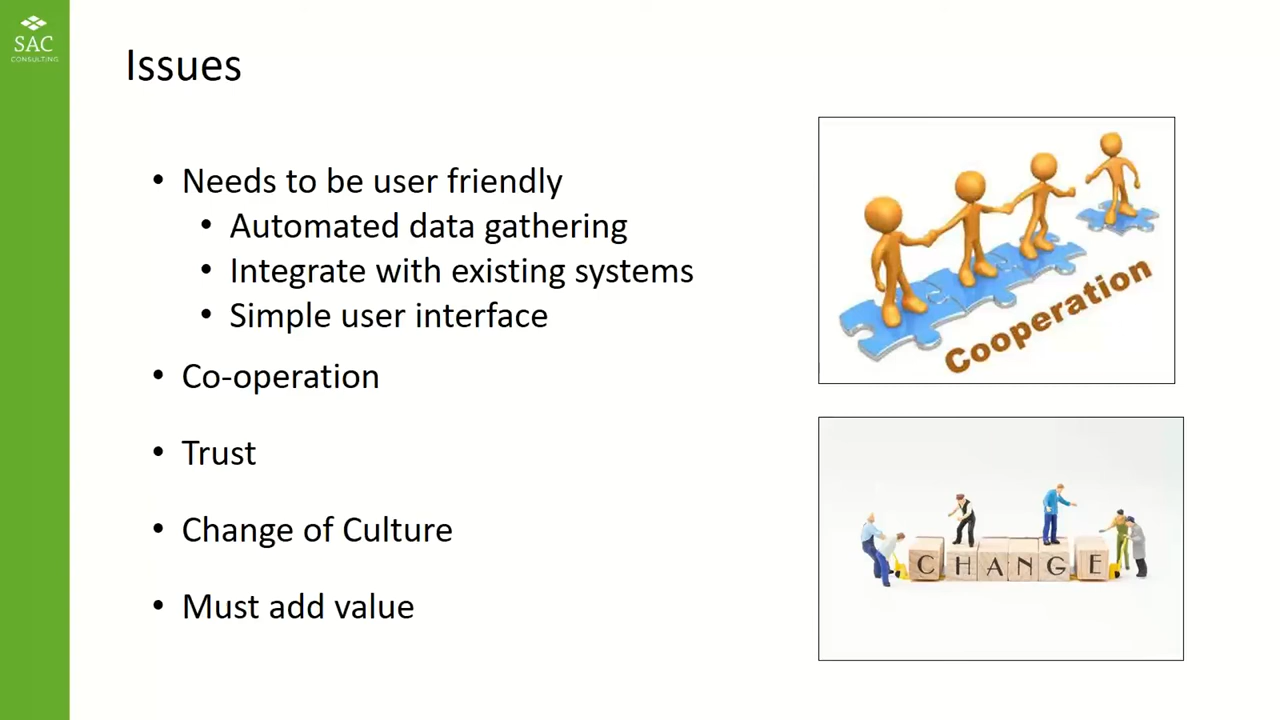 SAC
CONSULTING
Issues
• Needs to be user friendly
• Automated data gathering
• Integrate with existing systems
• Simple user interface
• Co-operation
• Trust
• Change of Culture
• Must add value
Cooperation
CHANGE